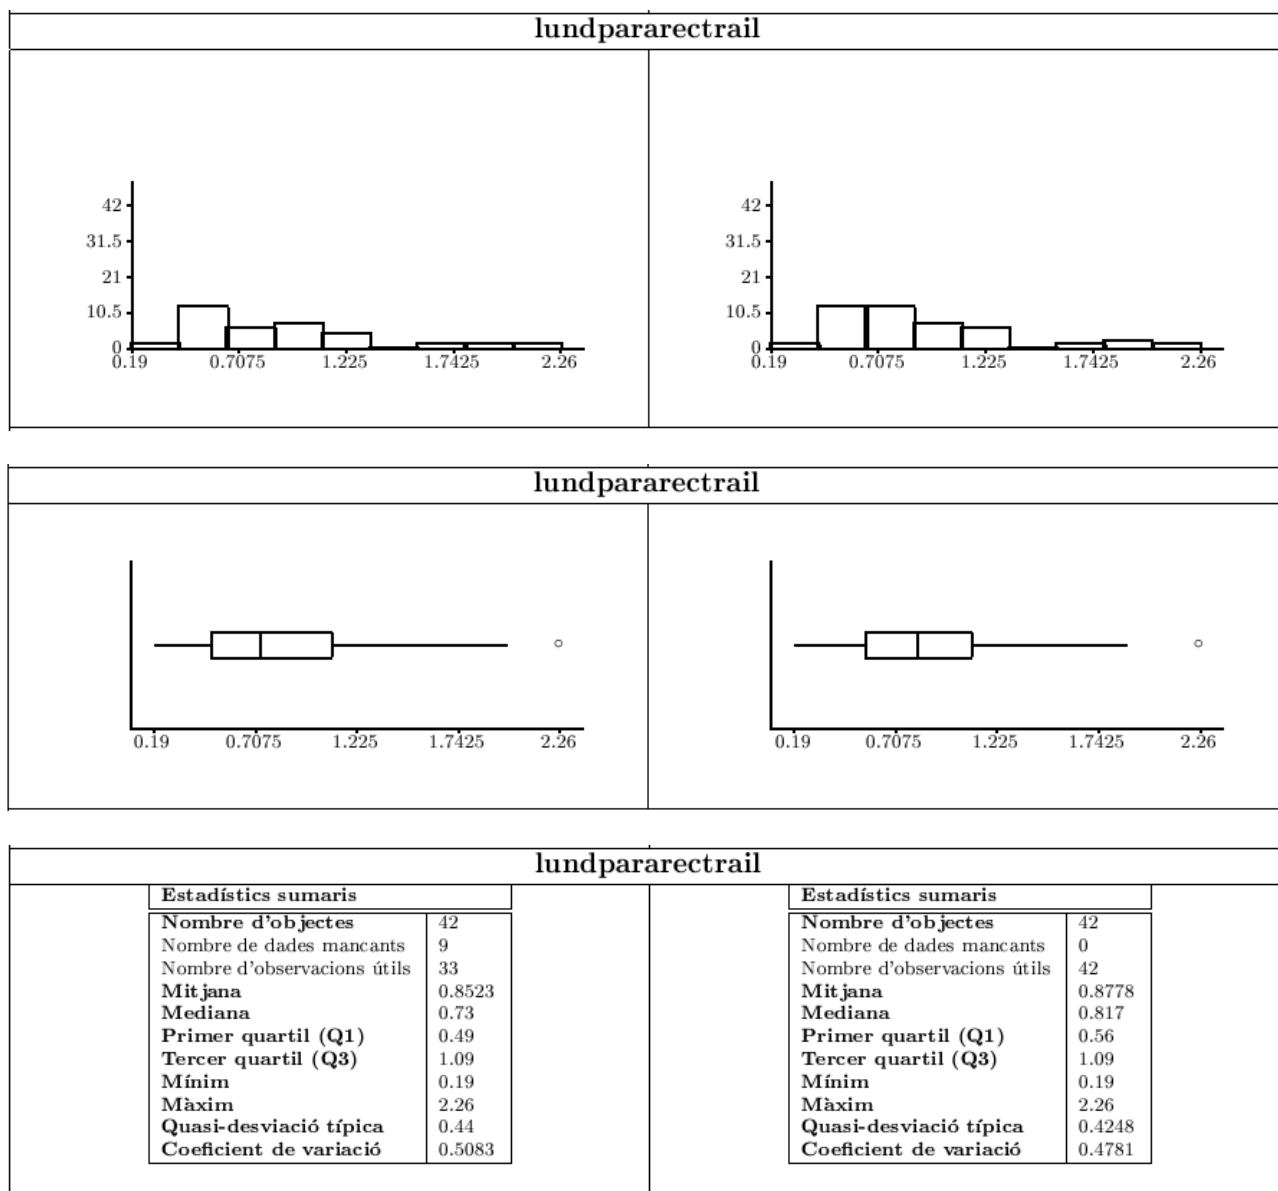 lundpararectrail
42
31.5
21
10.5
0
0.19 0.7075 1.225 1.7425 2.26
42
31.5
21
10.5
0
0.19 0.7075 1.225 1.7425 2.26
lundpararectrail
0.19 0.7075 1.225 1.7425 2.26
0.19 0.7075 1.225 1.7425 2.26
lundpararectrail
Estadístics sumaris
Nombre d'objectes 42
Nombre de dades mancants 9
Nombre d'observacions útils 33
Mitjana 0.8523
Mediana 0.73
Primer quartil (Q1) 0.49
Tercer quartil (Q3) 1.09
Mínim 0.19
Màxim 2.26
Quasi-desviació típica 0.44
Coeficient de variació 0.5083
Estadístics sumaris
Nombre d'objectes 42
Nombre de dades mancants 0
Nombre d'observacions útils 42
Mitjana 0.8778
Mediana 0.817
Primer quartil (Q1) 0.56
Tercer quartil (Q3) 1.09
Mínim 0.19
Màxim 2.26
Quasi-desviació típica 0.4248
Coeficient de variació 0.4781